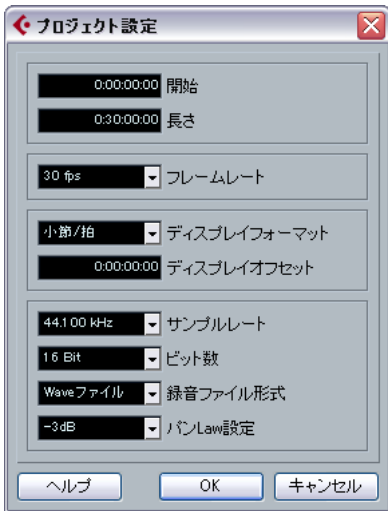 プロジェクト設定
0:00:00:00 開始
0:30:00:00 長さ
30 fps フレームレート
小節/拍 ディスプレイフォーマット
0:00:00:00 ディスプレイオフセット
44.100 kHz サンプルレート
16 Bit ビット数
Waveファイル 録音ファイル形式
-3dB パンLaw設定
ヘルプ OK キャンセル